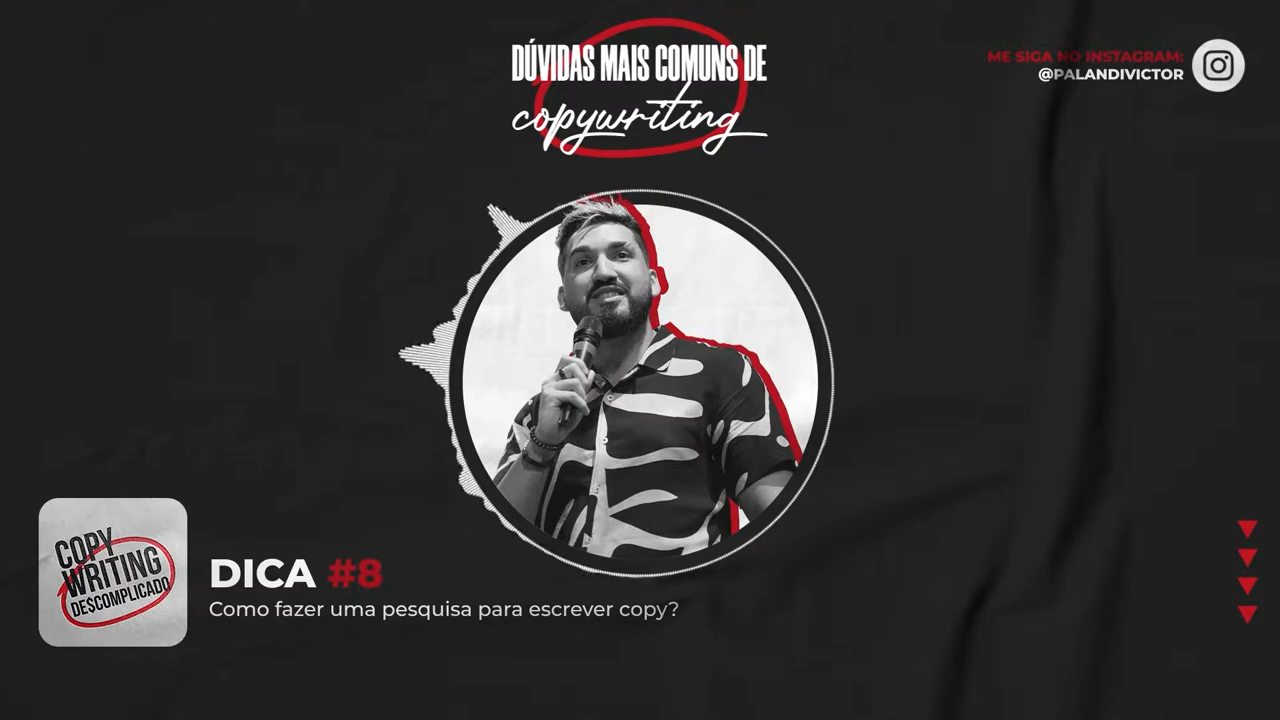 DÚVIDAS MAIS COMUNS DE
copywriting
ME SIGA NO INSTAGRAM:
@PALANDIVICTOR
COPY
WRITING
DESCOMPLICADO
DICA #8
Como fazer uma pesquisa para escrever copy?